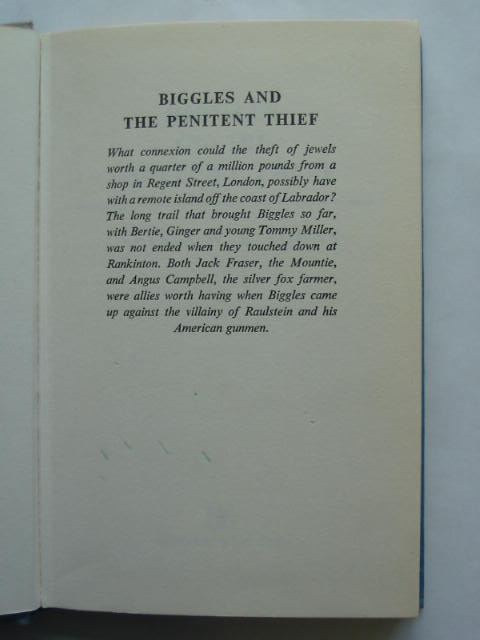 BIGGLES AND
THE PENITENT THIEF
What connexion could the theft of jewels
worth a quarter of a million pounds from a
shop in Regent Street, London, possibly have
with a remote island off the coast of Labrador?
The long trail that brought Biggles so far,
with Bertie, Ginger and young Tommy Miller,
was not ended when they touched down at
Rankinton. Both Jack Fraser, the Mountie,
and Angus Campbell, the silver fox farmer,
were allies worth having when Biggles came
up against the villainy of Raulstein and his
American gunmen.